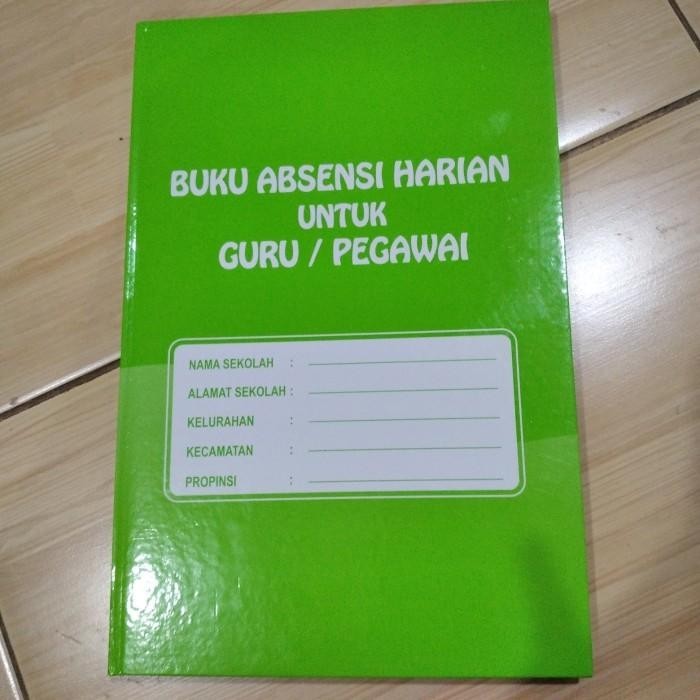 BUKU ABSENSI HARIAN
UNTUK
GURU / PEGAWAI
NAMA SEKOLAH :
ALAMAT SEKOLAH :
KELURAHAN :
KECAMATAN :
PROPINSI :